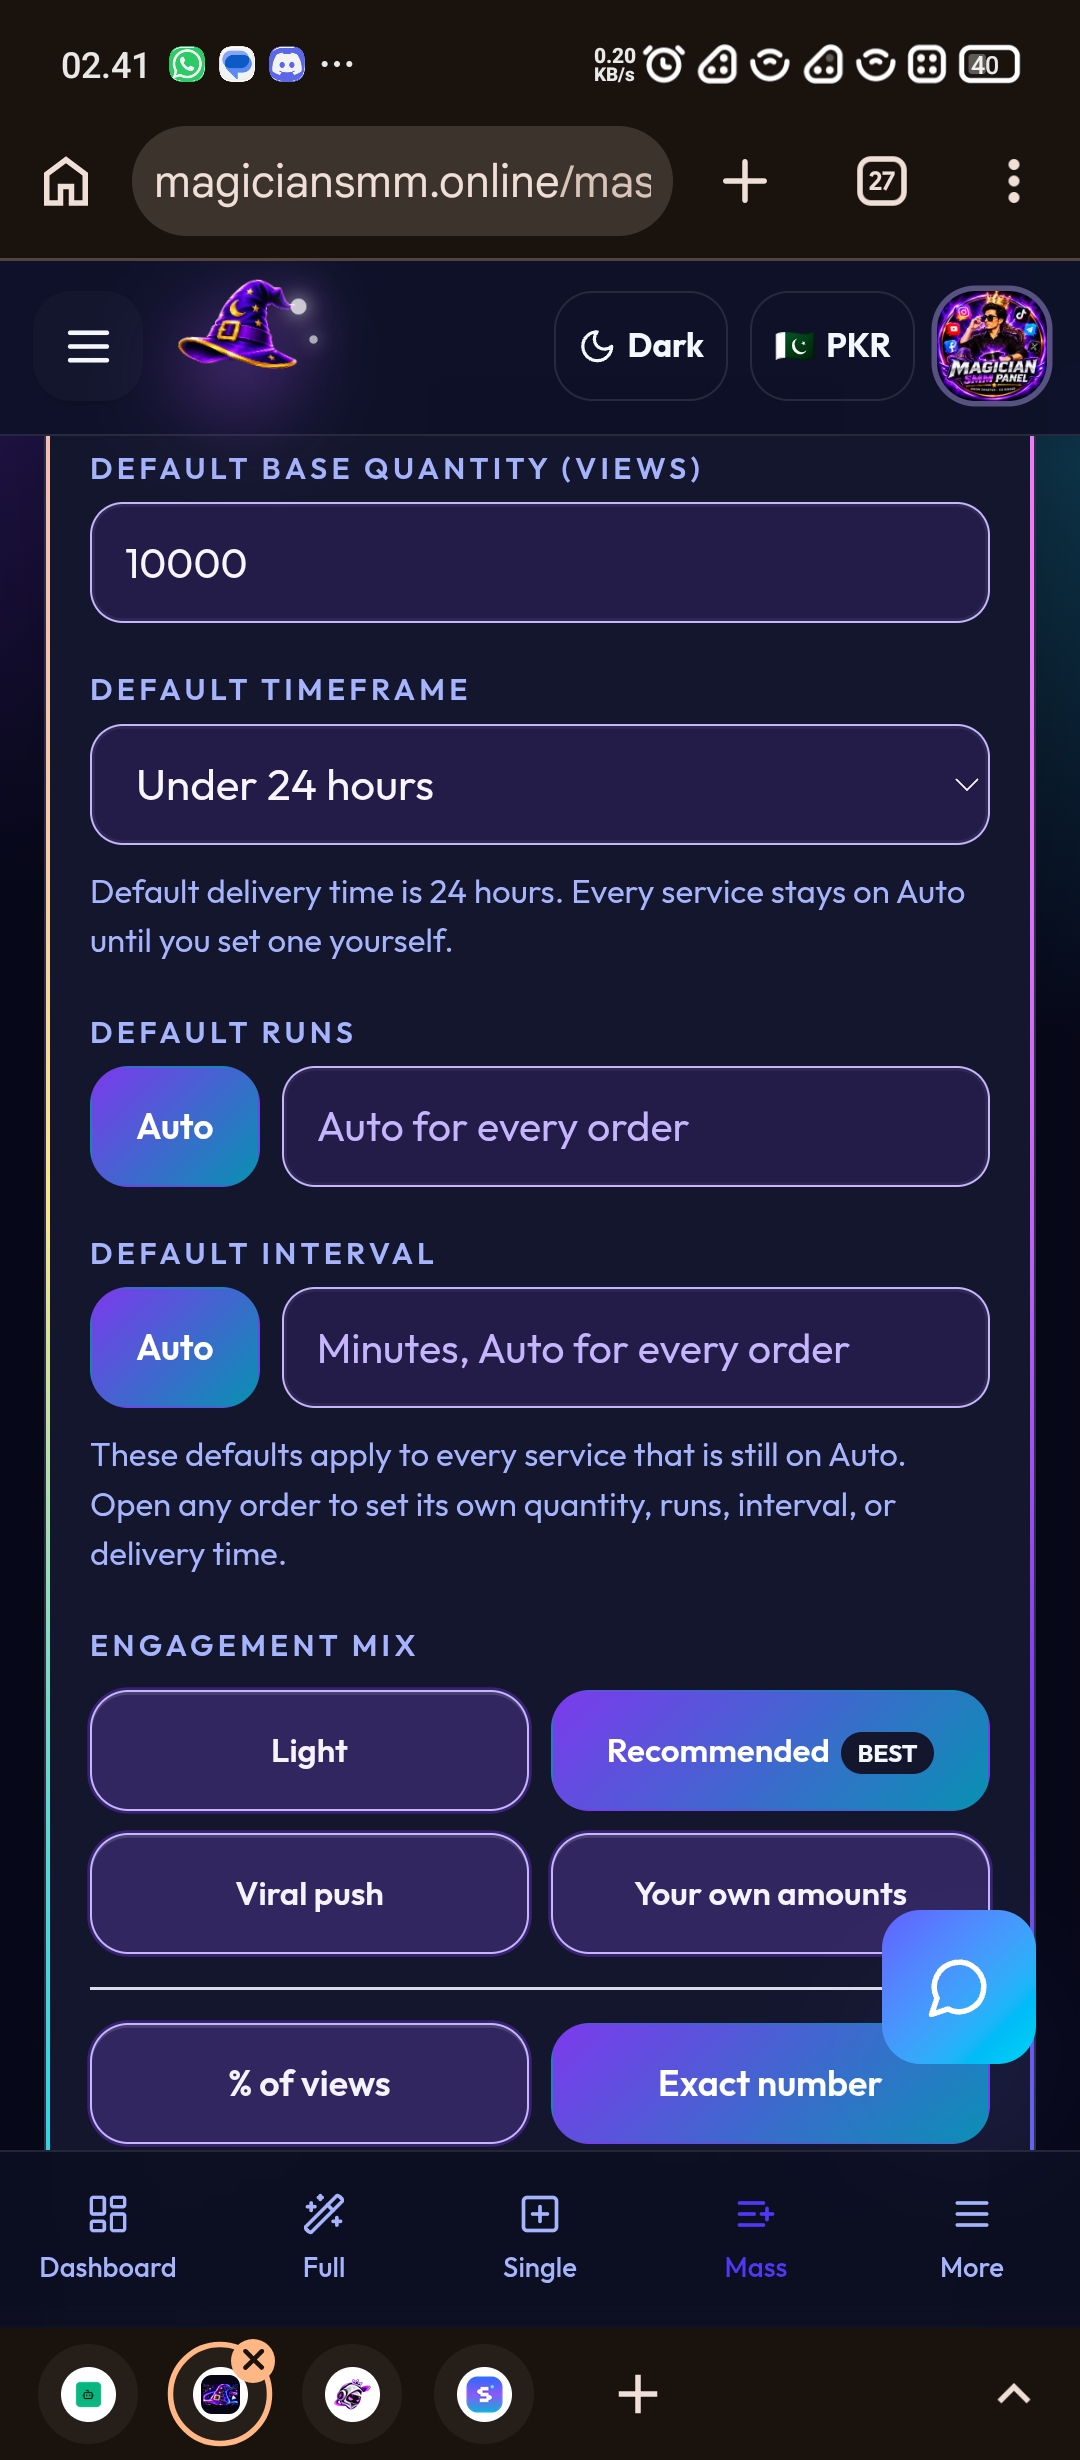 02.41
0.20
KB/s
40
magiciansmm.online/mas
27
Dark
PKR
MAGICIAN
SMM PANEL
DEFAULT BASE QUANTITY (VIEWS)
10000
DEFAULT TIMEFRAME
Under 24 hours
Default delivery time is 24 hours. Every service stays on Auto
until you set one yourself.
DEFAULT RUNS
Auto
Auto for every order
DEFAULT INTERVAL
Auto
Minutes, Auto for every order
These defaults apply to every service that is still on Auto.
Open any order to set its own quantity, runs, interval, or
delivery time.
ENGAGEMENT MIX
Light
Recommended BEST
Viral push
Your own amounts
% of views
Exact number
Dashboard
Full
Single
Mass
More